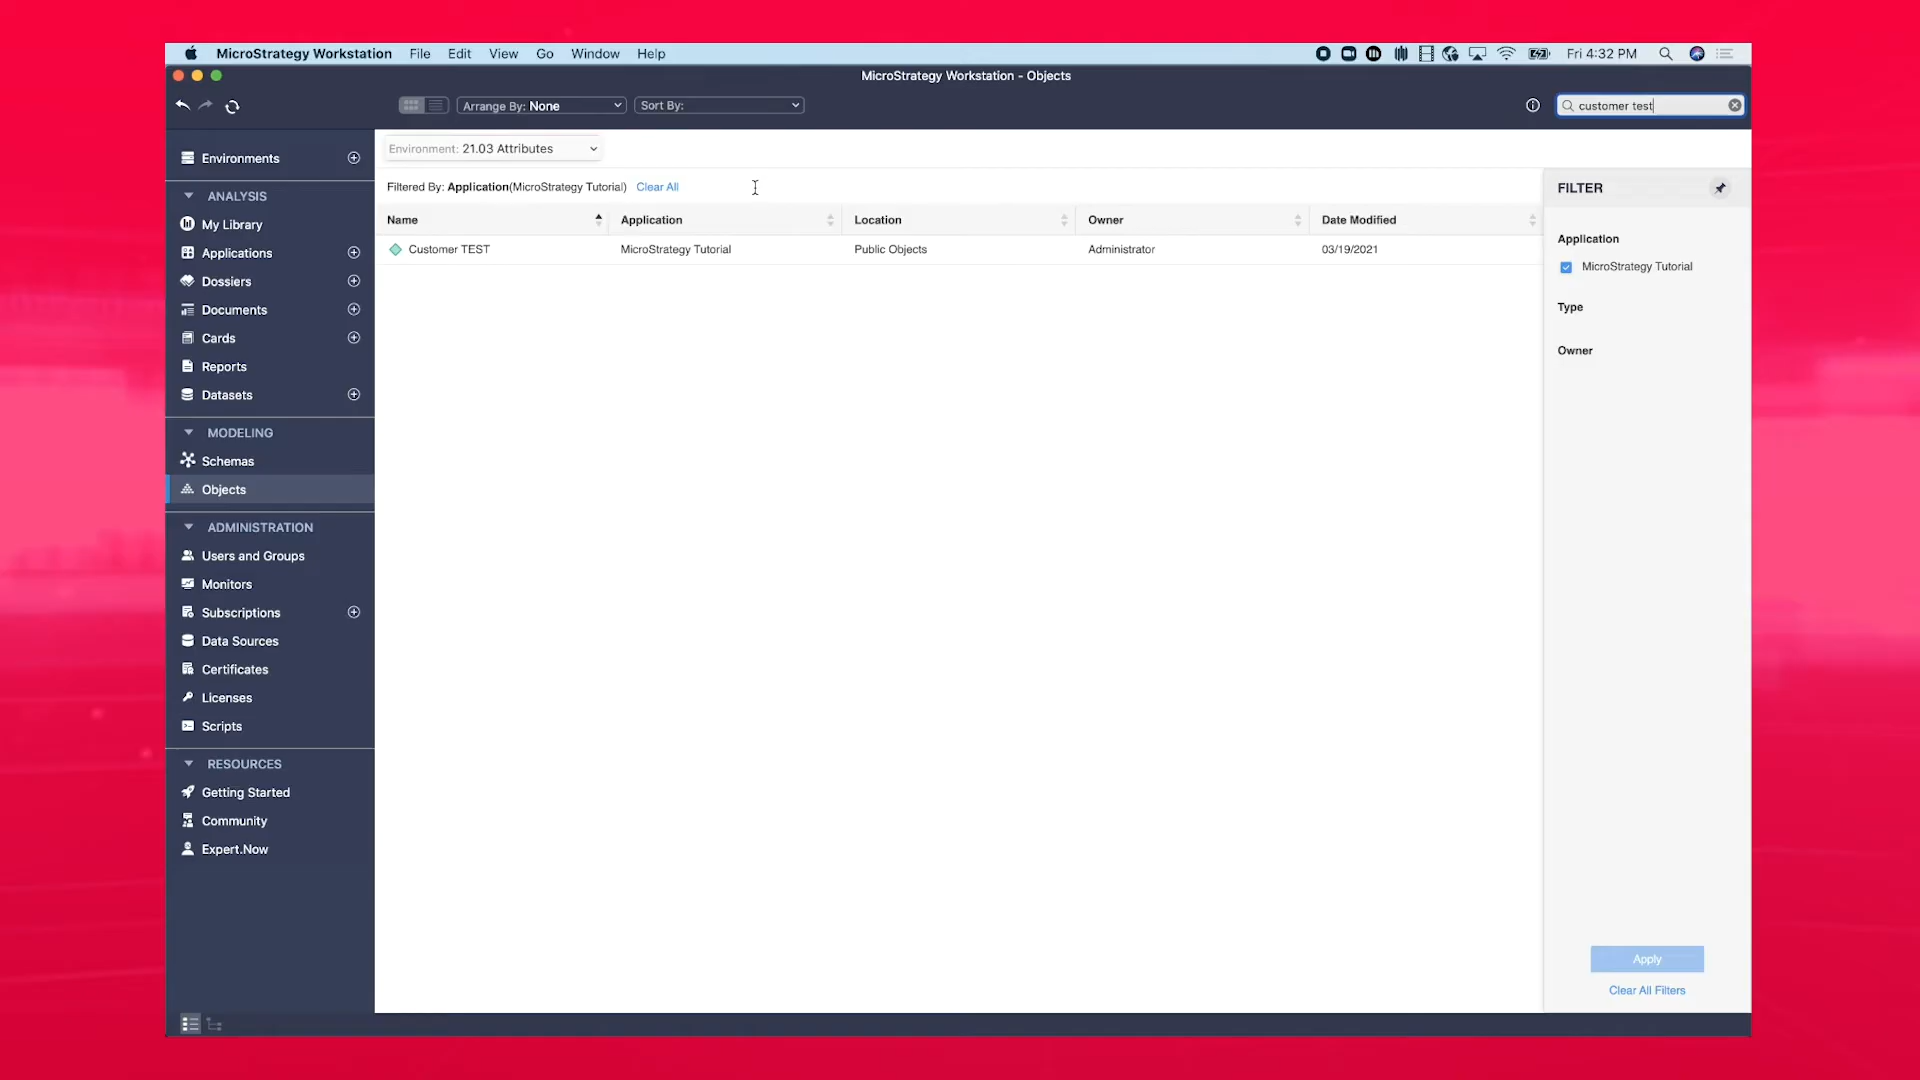 MicroStrategy Workstation File Edit View Go Window Help Fri 4:32 PM
MicroStrategy Workstation - Objects
Arrange By: None Sort By: customer test
Environments
ANALYSIS
My Library
Applications
Dossiers
Documents
Cards
Reports
Datasets
MODELING
Schemas
Objects
ADMINISTRATION
Users and Groups
Monitors
Subscriptions
Data Sources
Certificates
Licenses
Scripts
RESOURCES
Getting Started
Community
Expert.Now
Environment: 21.03 Attributes
Filtered By: Application(MicroStrategy Tutorial) Clear All
Name Application Location Owner Date Modified
Customer TEST MicroStrategy Tutorial Public Objects Administrator 03/19/2021
FILTER
Application
MicroStrategy Tutorial
Type
Owner
Apply
Clear All Filters